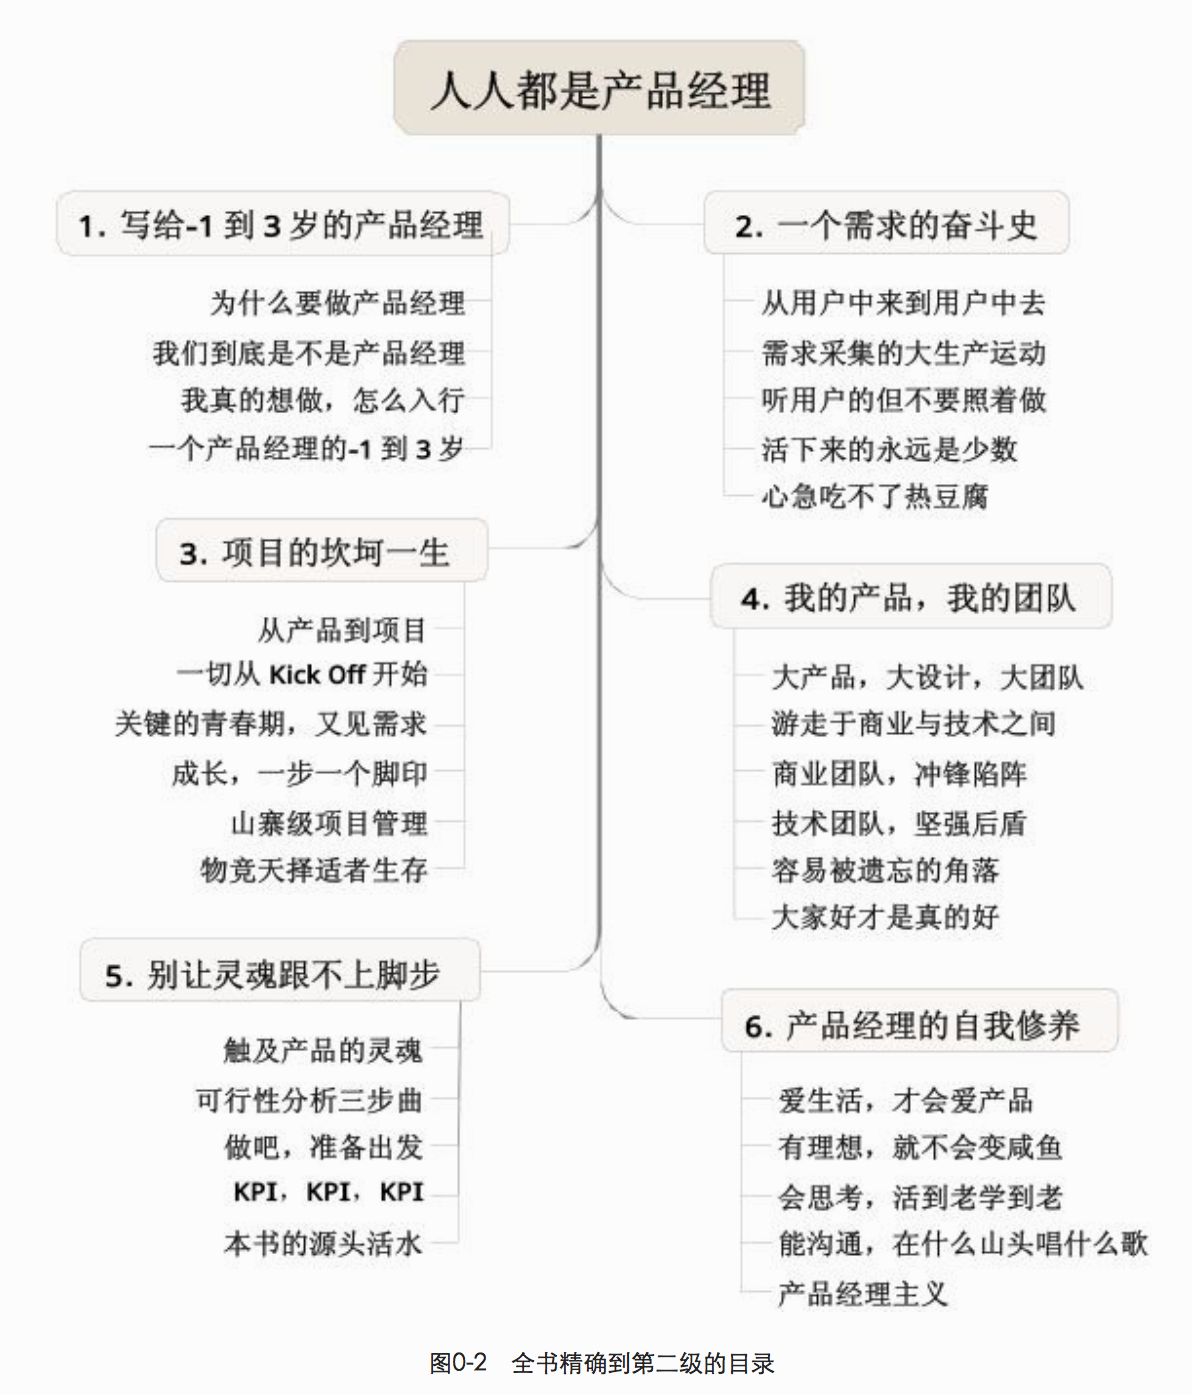 人人都是产品经理
1. 写给-1 到 3 岁的产品经理
为什么要做产品经理
我们到底是不是产品经理
我真的想做，怎么入行
一个产品经理的-1 到 3 岁
2. 一个需求的奋斗史
从用户中来到用户中去
需求采集的大生产运动
听用户的但不要照着做
活下来的永远是少数
心急吃不了热豆腐
3. 项目的坎坷一生
从产品到项目
一切从 Kick Off 开始
关键的青春期，又见需求
成长，一步一个脚印
山寨级项目管理
物竞天择适者生存
4. 我的产品，我的团队
大产品，大设计，大团队
游走于商业与技术之间
商业团队，冲锋陷阵
技术团队，坚强后盾
容易被遗忘的角落
大家好才是真的好
5. 别让灵魂跟不上脚步
触及产品的灵魂
可行性分析三步曲
做吧，准备出发
KPI，KPI，KPI
本书的源头活水
6. 产品经理的自我修养
爱生活，才会爱产品
有理想，就不会变咸鱼
会思考，活到老学到老
能沟通，在什么山头唱什么歌
产品经理主义
图0-2 全书精确到第二级的目录